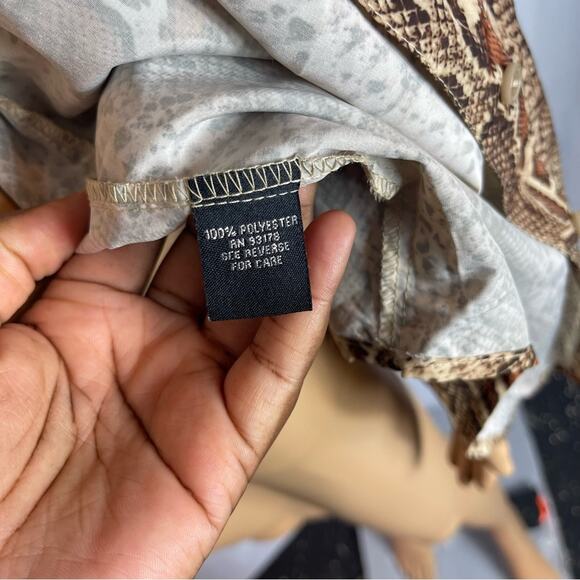 100% POLYESTER
RN 93178
SEE REVERSE
FOR CARE